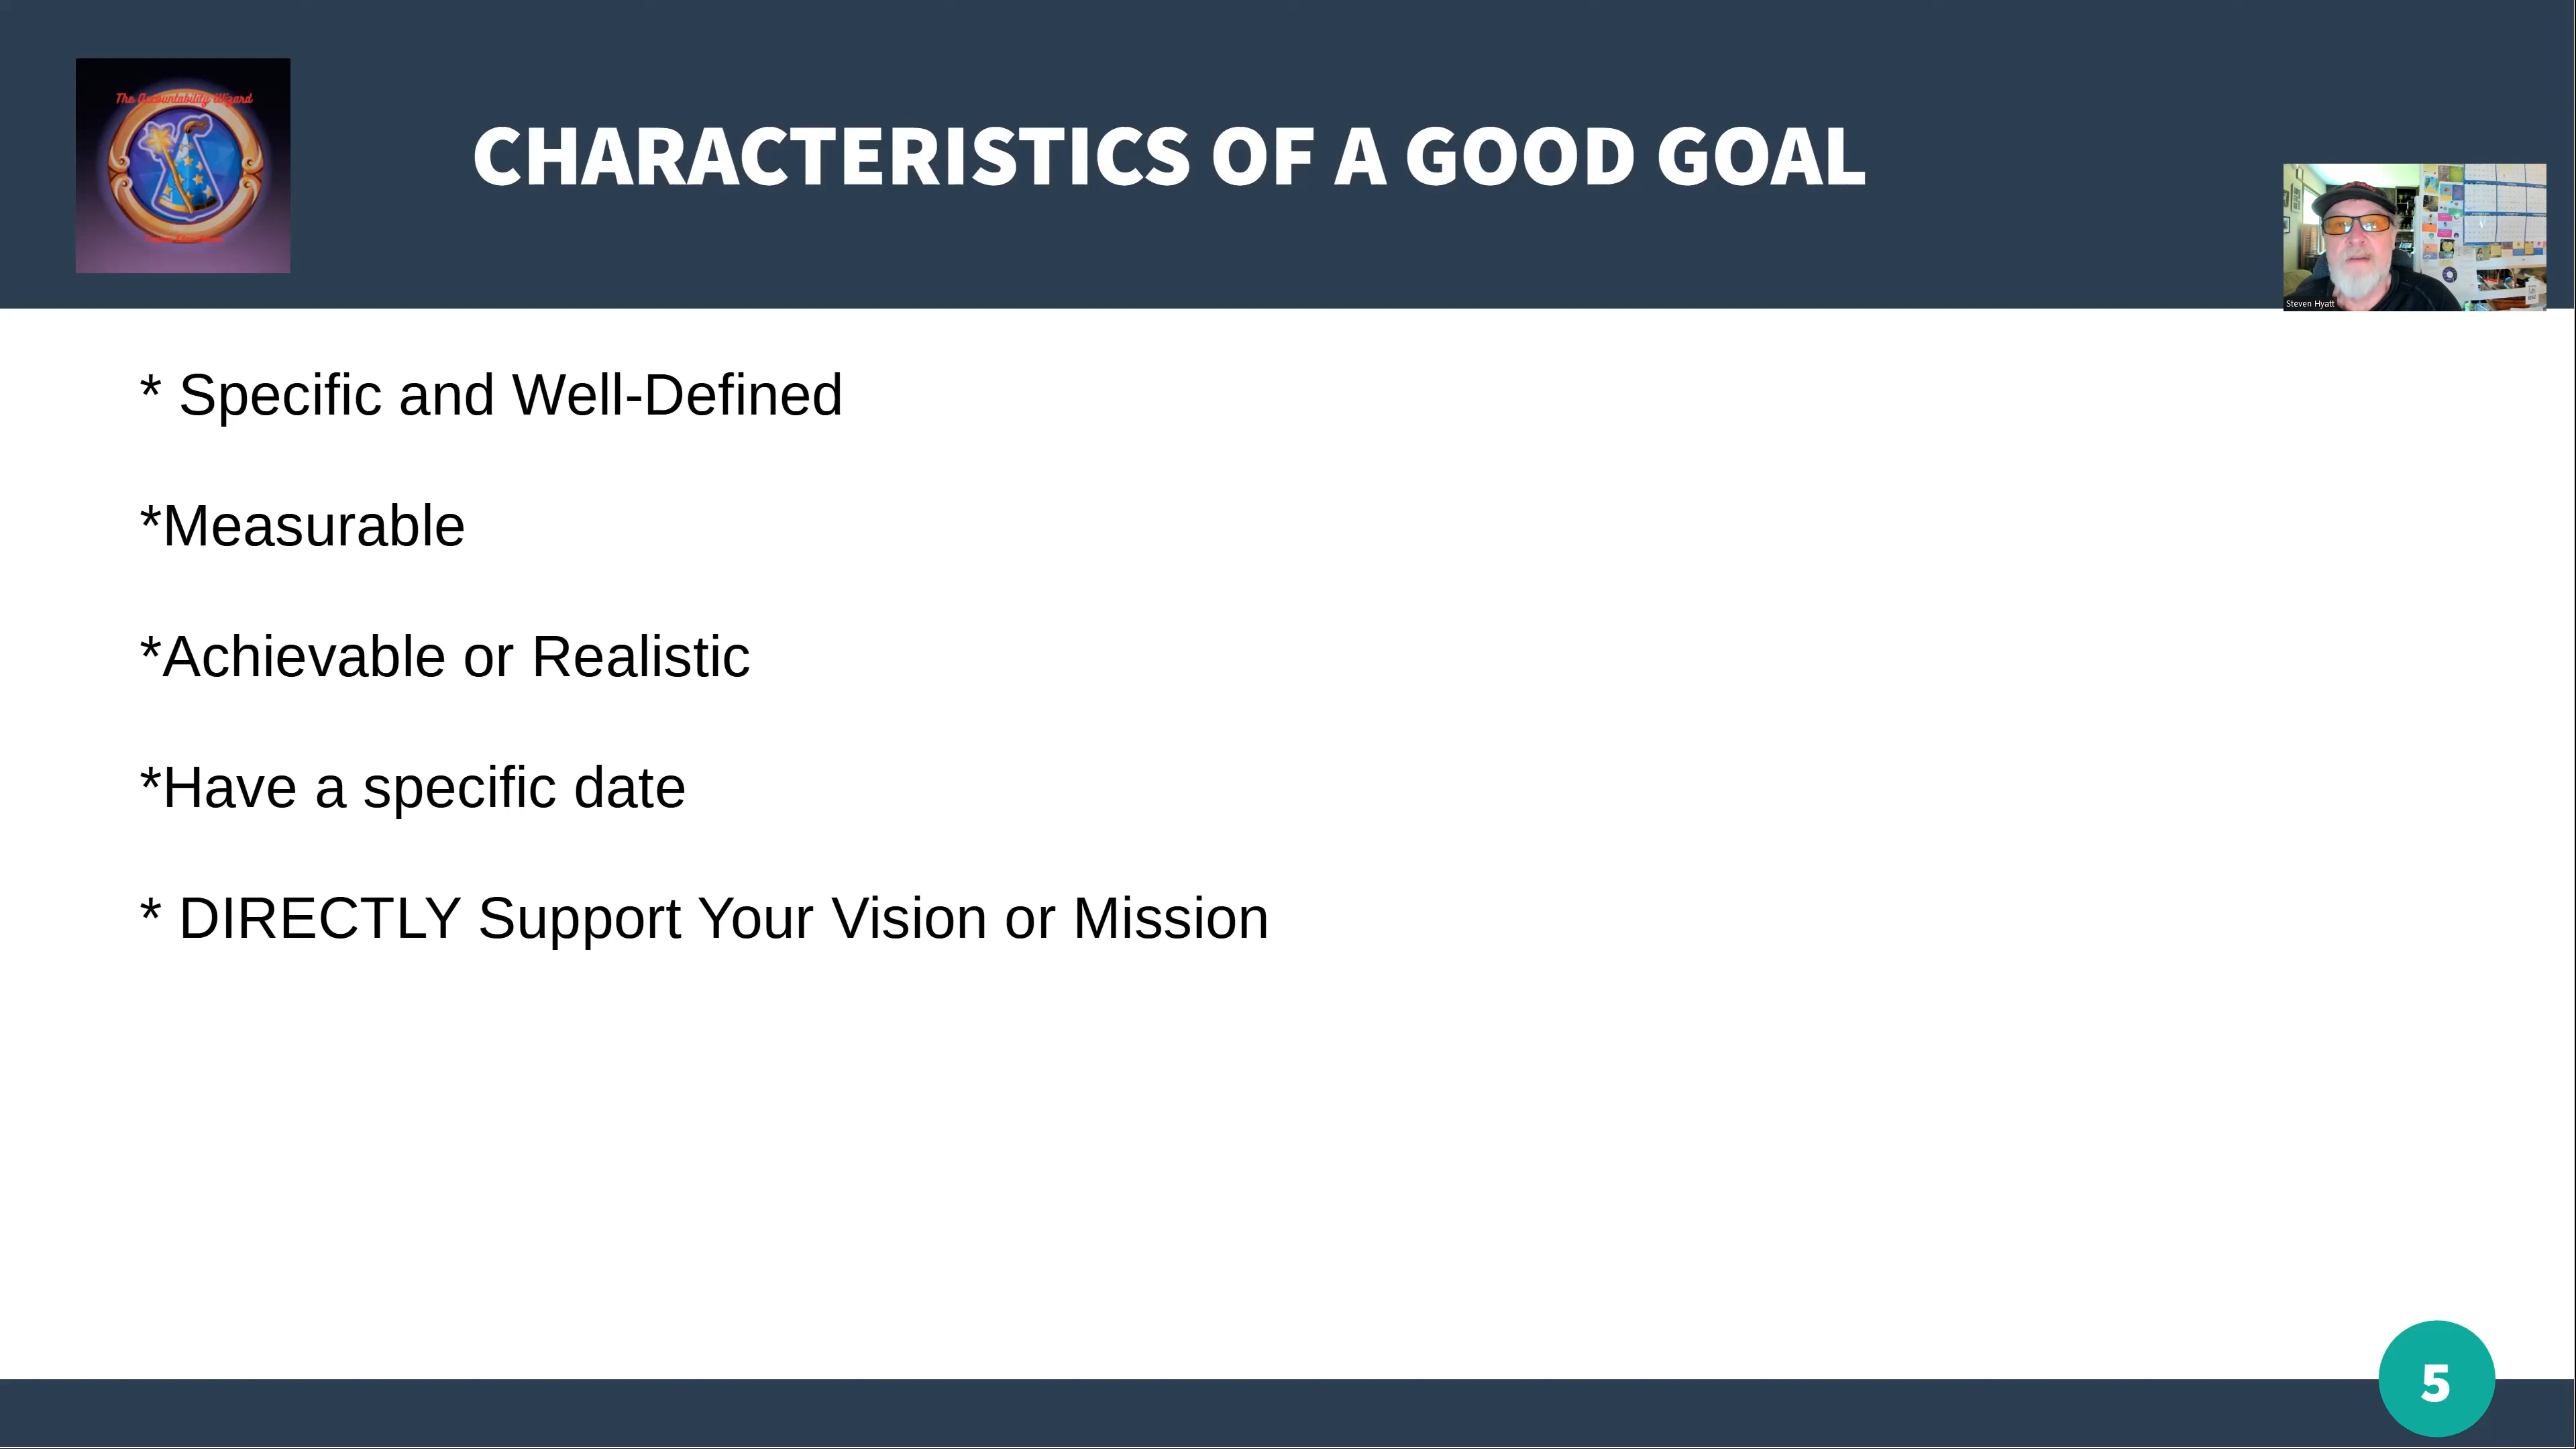 The Accountability Wizard
CHARACTERISTICS OF A GOOD GOAL
Steven Hyatt
* Specific and Well-Defined
*Measurable
*Achievable or Realistic
*Have a specific date
* DIRECTLY Support Your Vision or Mission
5